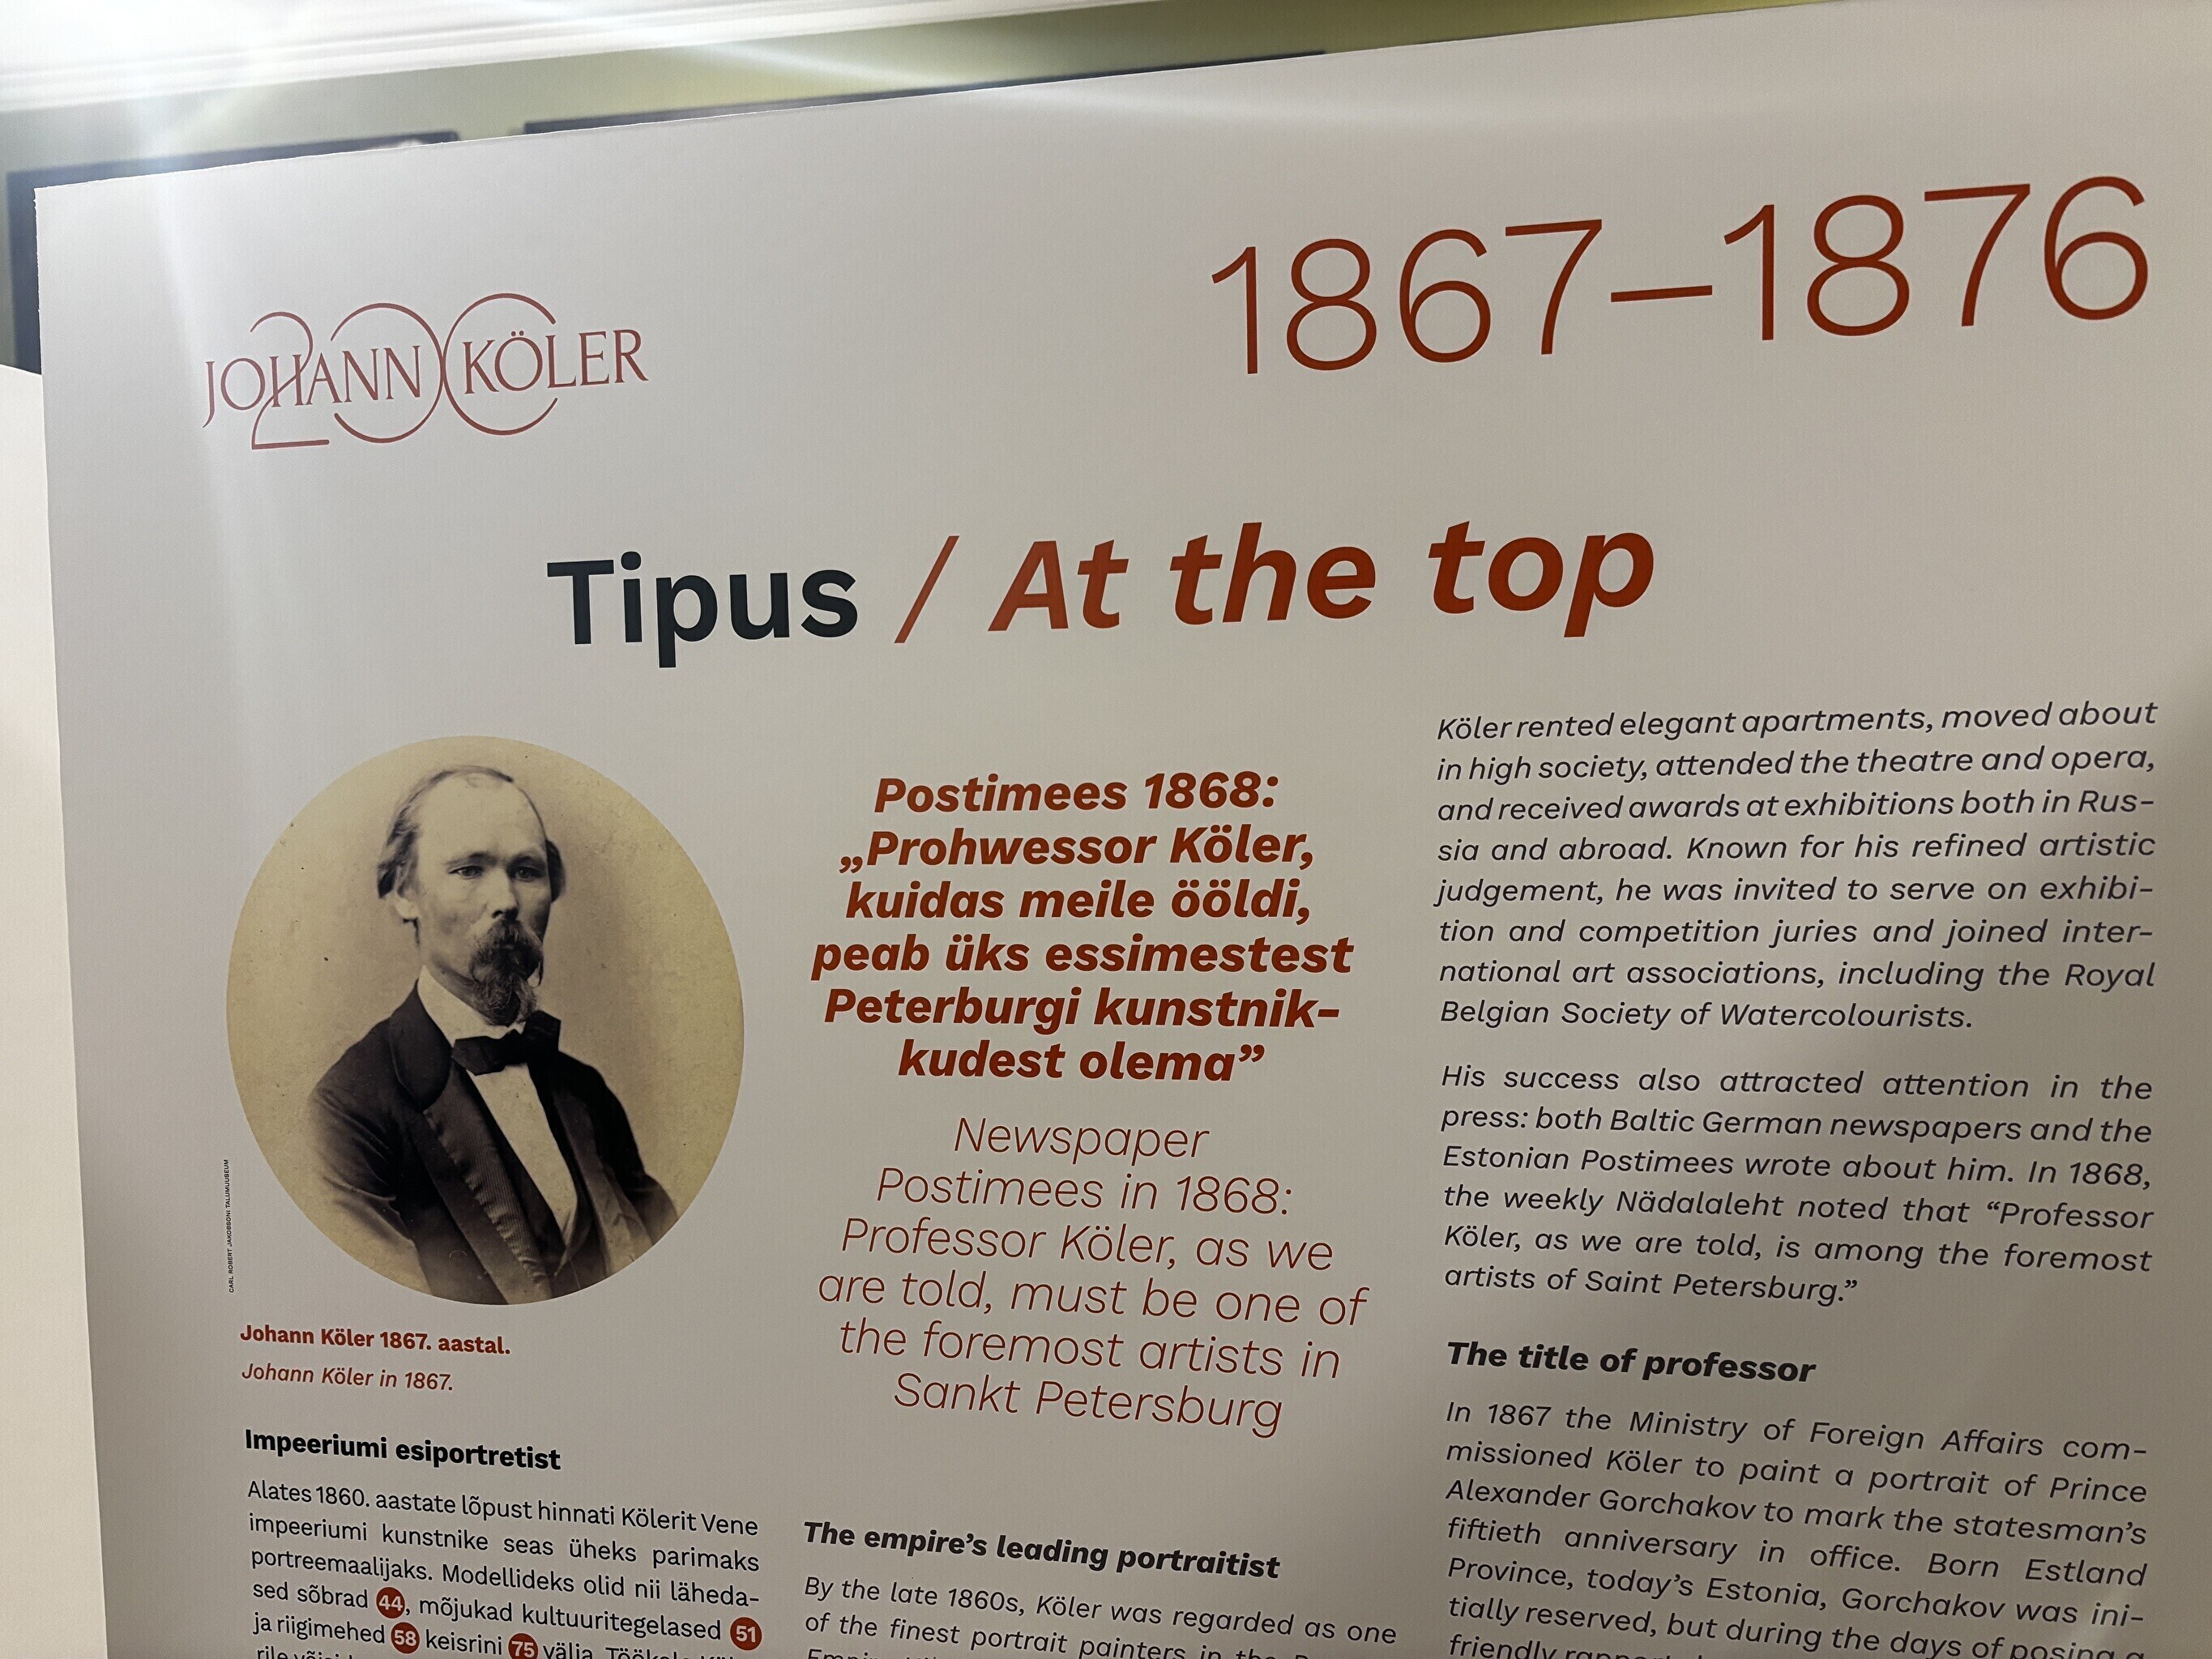 1867–1876
JOHANN KÖLER
200
Tipus / At the top
CARL ROBERT JAKOBSONI TALUMUUSEUM
Johann Köler 1867. aastal.
Johann Köler in 1867.
Impeeriumi esiportretist
Alates 1860. aastate lõpust hinnati Kölerit Vene
impeeriumi kunstnike seas üheks parimaks
portreemaalijaks. Modellideks olid nii läheda-
sed sõbrad 44, mõjukad kultuuritegelased 51
ja riigimehed 58 keisrini 75 välja.
Postimees 1868:
„Prohwessor Köler,
kuidas meile ööldi,
peab üks essimestest
Peterburgi kunstnik-
kudest olema”
Newspaper
Postimees in 1868:
Professor Köler, as we
are told, must be one of
the foremost artists in
Sankt Petersburg
The empire’s leading portraitist
By the late 1860s, Köler was regarded as one
of the finest portrait painters in the
Köler rented elegant apartments, moved about
in high society, attended the theatre and opera,
and received awards at exhibitions both in Rus-
sia and abroad. Known for his refined artistic
judgement, he was invited to serve on exhibi-
tion and competition juries and joined inter-
national art associations, including the Royal
Belgian Society of Watercolourists.
His success also attracted attention in the
press: both Baltic German newspapers and the
Estonian Postimees wrote about him. In 1868,
the weekly Nädalaleht noted that “Professor
Köler, as we are told, is among the foremost
artists of Saint Petersburg.”
The title of professor
In 1867 the Ministry of Foreign Affairs com-
missioned Köler to paint a portrait of Prince
Alexander Gorchakov to mark the statesman’s
fiftieth anniversary in office. Born Estland
Province, today’s Estonia, Gorchakov was ini-
tially reserved, but during the days of posing a
friendly